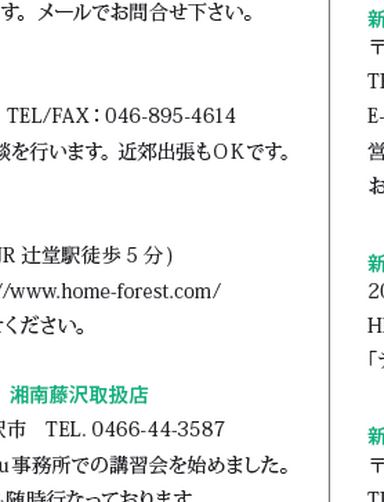 す。メールでお問合せ下さい。
TEL/FAX：046-895-4614
談を行います。近郊出張もＯＫです。
JR 辻堂駅徒歩 5 分)
//www.home-forest.com/
せください。
湘南藤沢取扱店
沢市　TEL. 0466-44-3587
u 事務所での講習会を始めました。
随時行なっております
新
〒
TE
E-
営
お
新
20
H
新
〒
TE